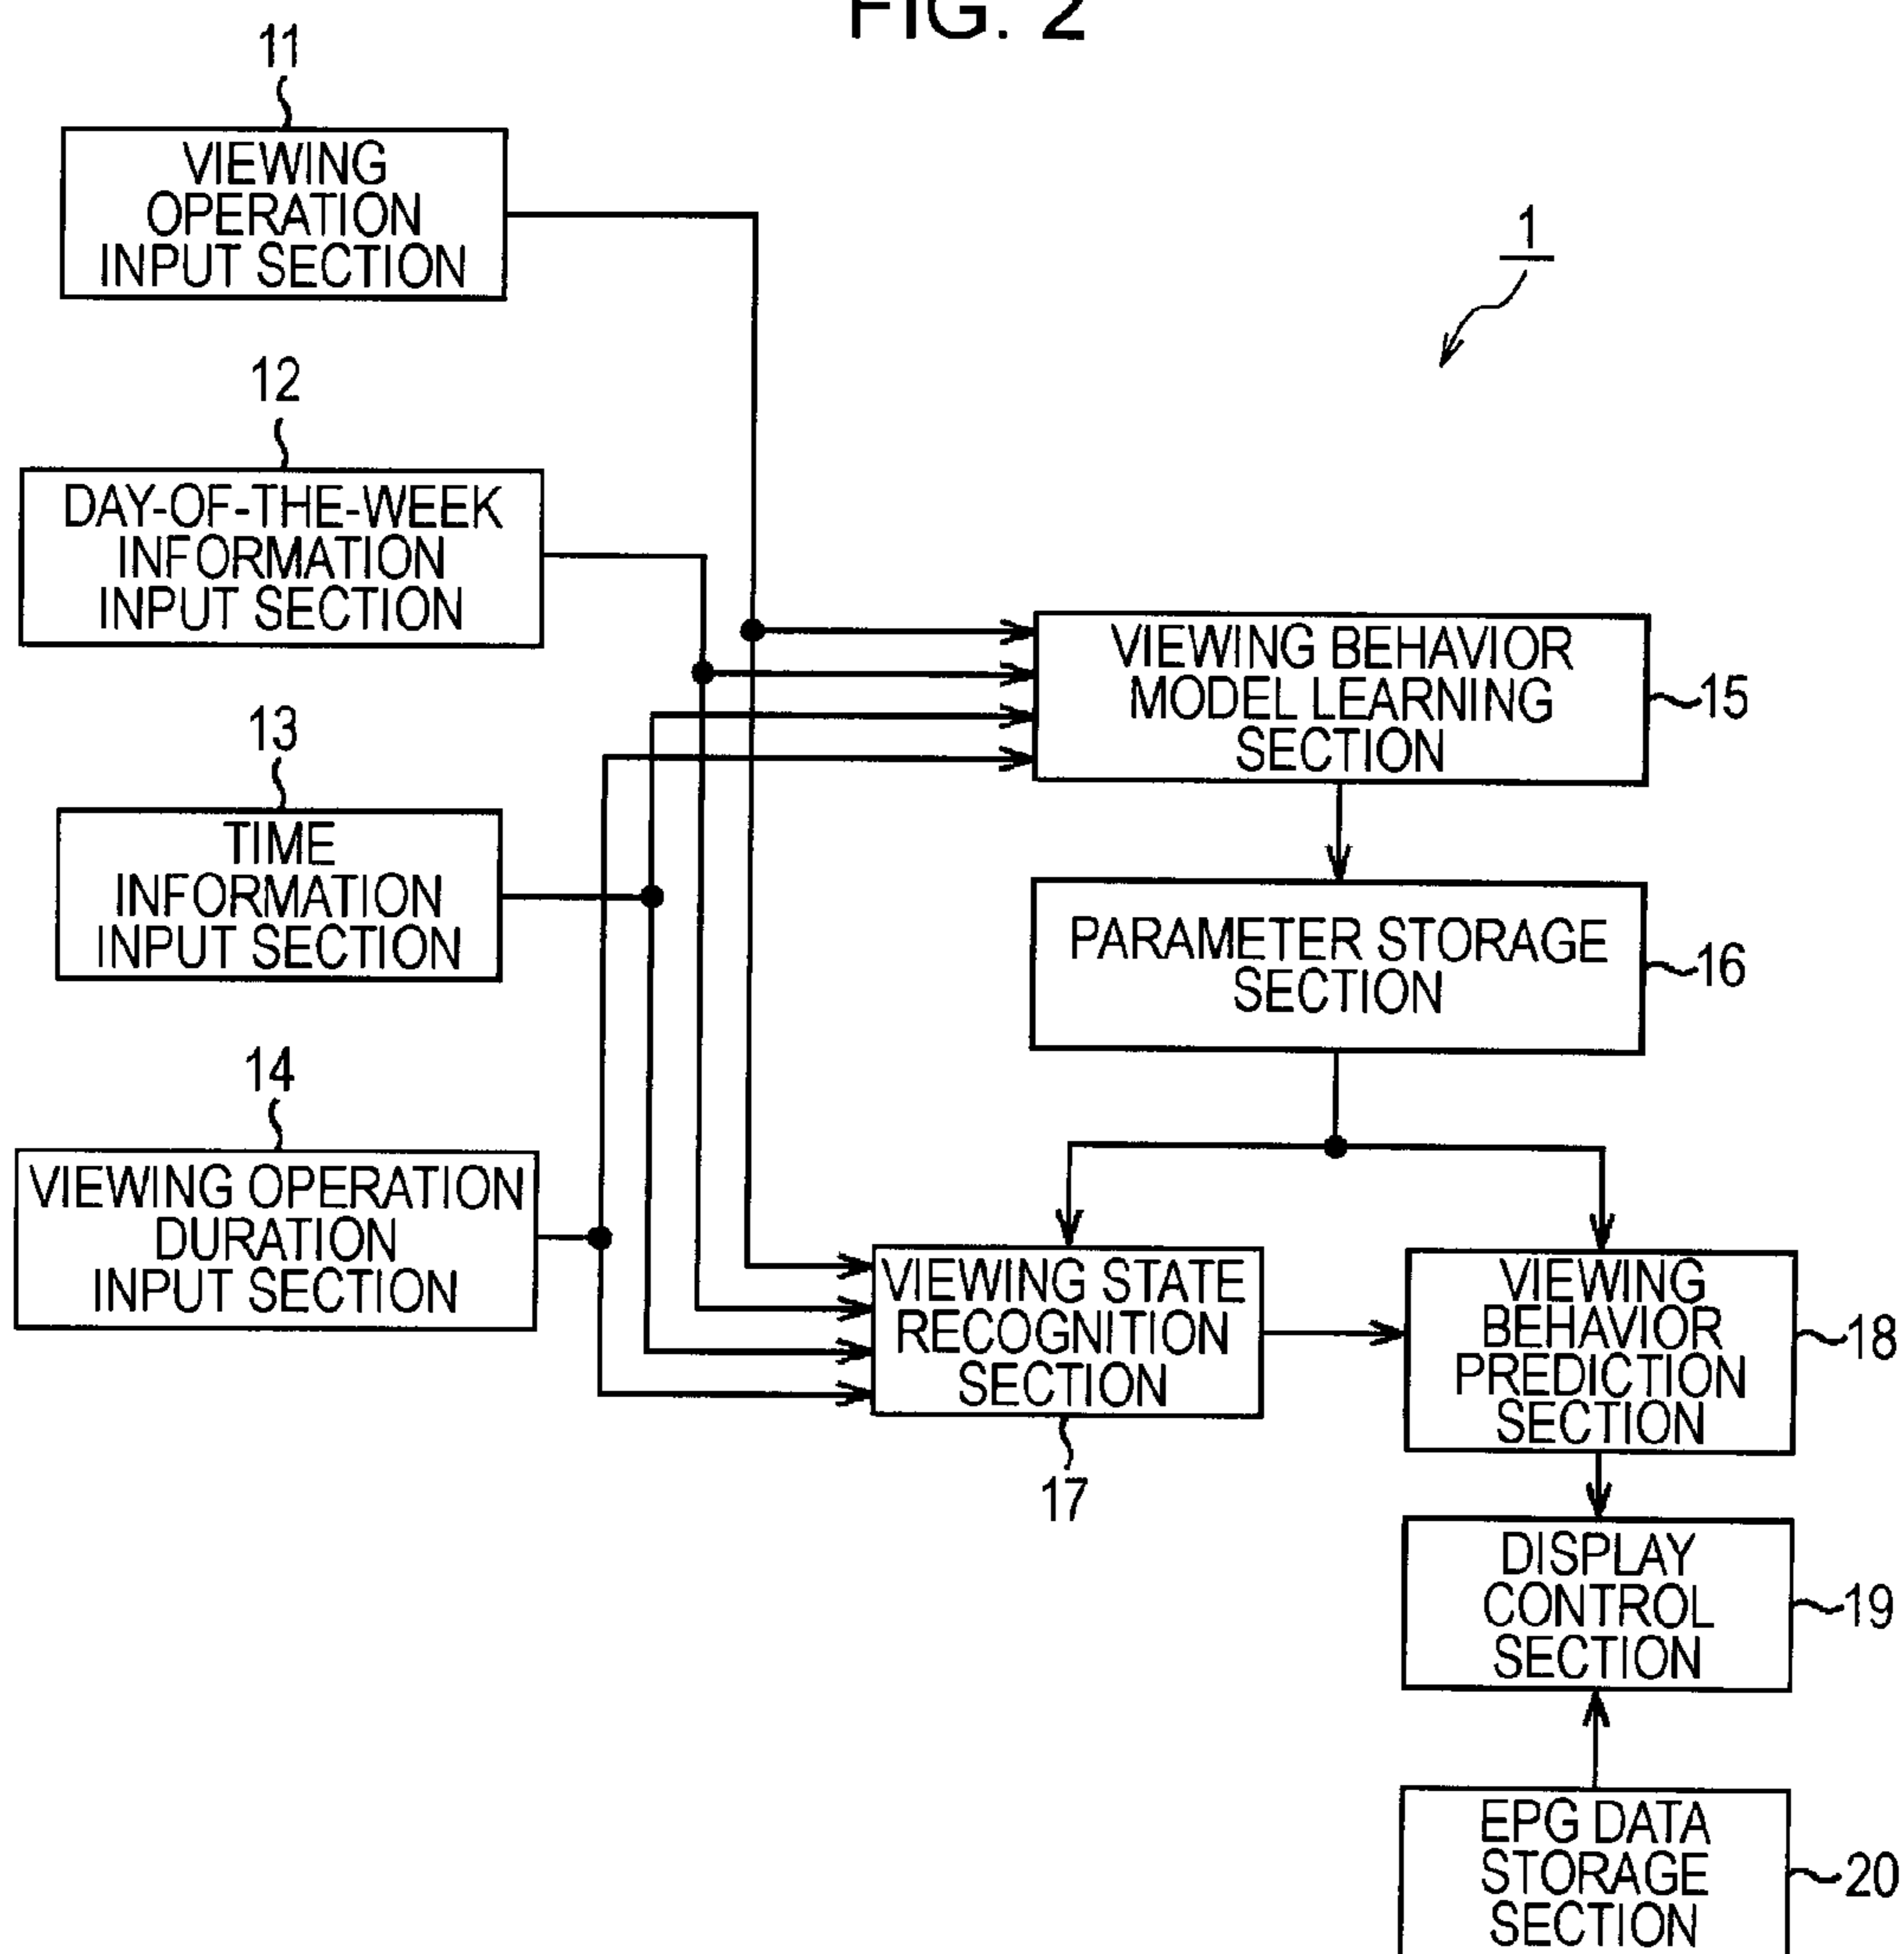 FIG. 2
11
VIEWING
OPERATION
INPUT SECTION
1
12
DAY-OF-THE-WEEK
INFORMATION
INPUT SECTION
VIEWING BEHAVIOR
MODEL LEARNING
SECTION
15
13
TIME
INFORMATION
INPUT SECTION
PARAMETER STORAGE
SECTION
16
14
VIEWING OPERATION
DURATION
INPUT SECTION
VIEWING STATE
RECOGNITION
SECTION
17
VIEWING
BEHAVIOR
PREDICTION
SECTION
18
DISPLAY
CONTROL
SECTION
19
EPG DATA
STORAGE
SECTION
20